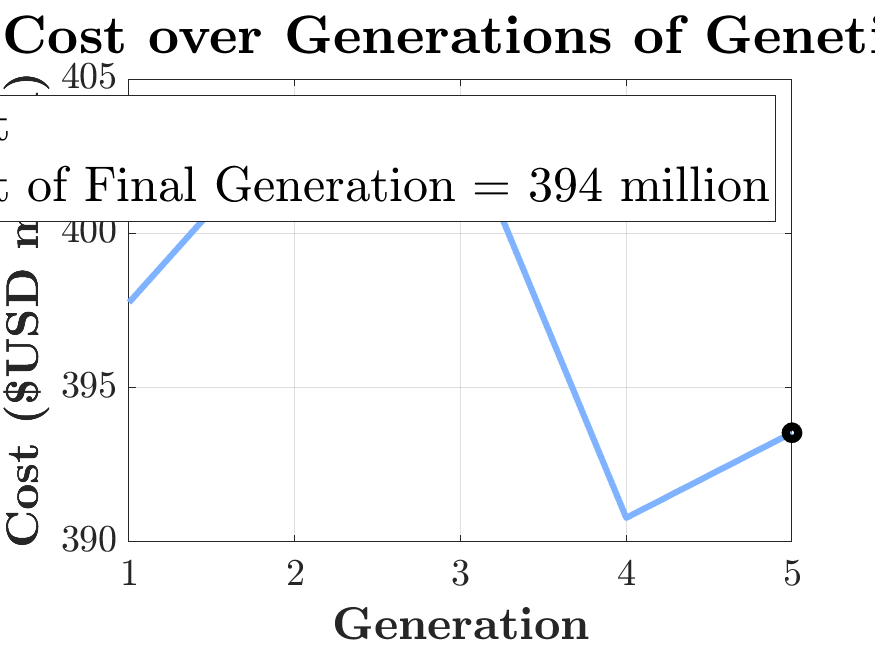 Cost over Generations of Geneti
405
t
t of Final Generation = 394 million
400
395
390
Cost ($USD m
.)
1 2 3 4 5
Generation